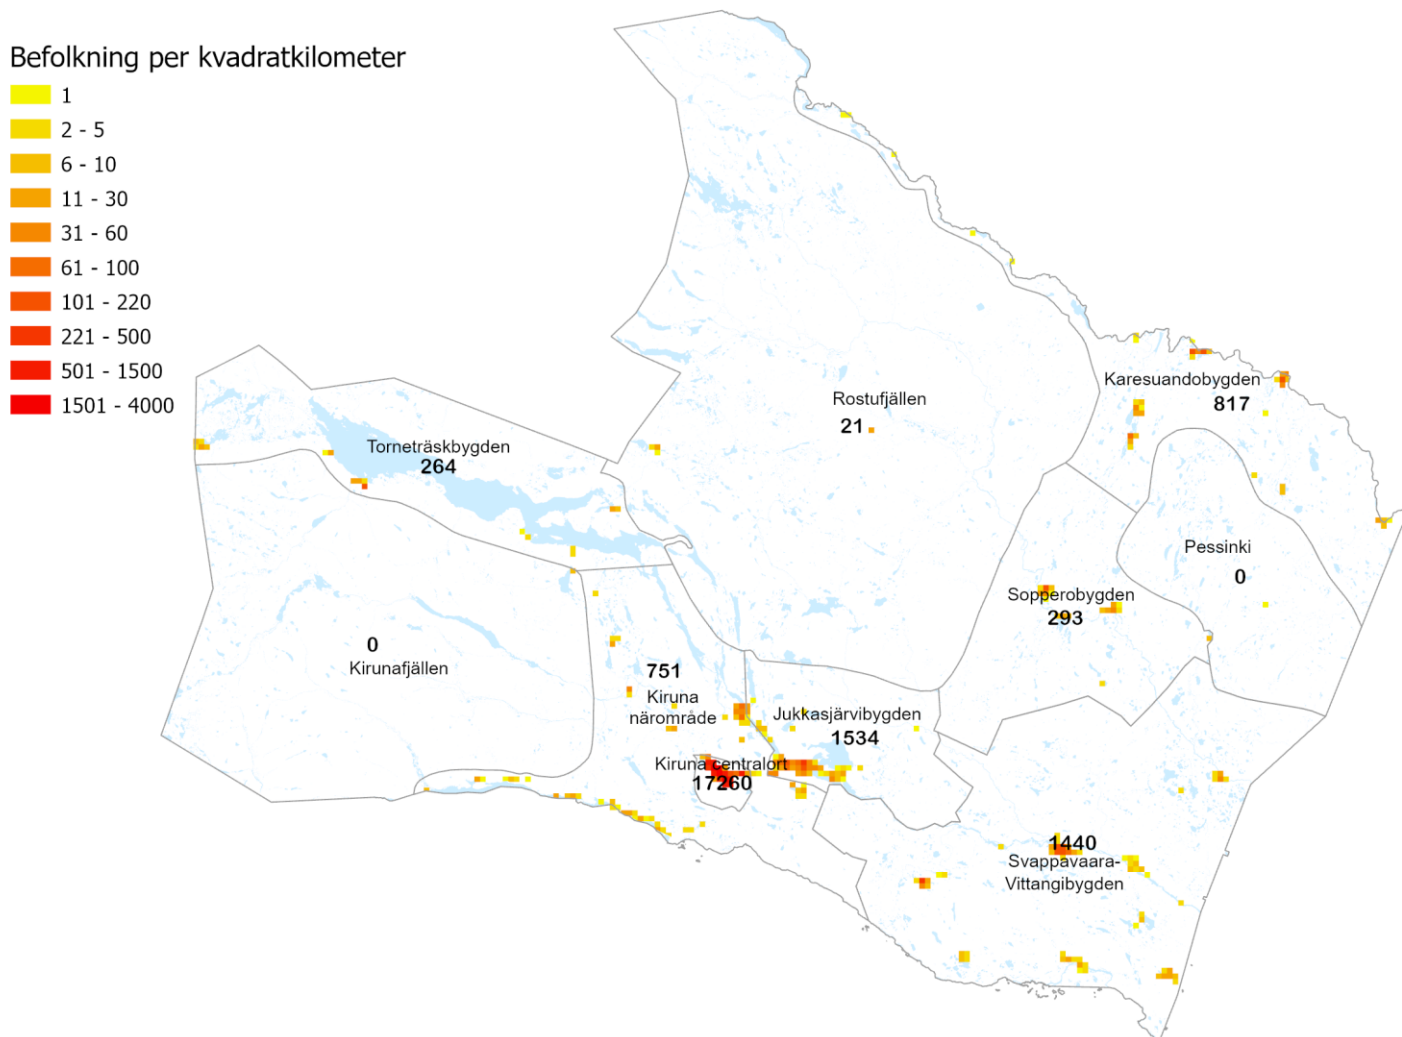 Befolkning per kvadratkilometer
1
2 - 5
6 - 10
11 - 30
31 - 60
61 - 100
101 - 220
221 - 500
501 - 1500
1501 - 4000
Karesuandobygden
817
Rostufjällen
21
Torneträskbygden
264
Pessinki
0
Sopperobygden
293
0
Kirunafjällen
751
Kiruna
närområde
Jukkasjärvibygden
1534
Kiruna centralort
17260
1440
Svappavaara-
Vittangibygden